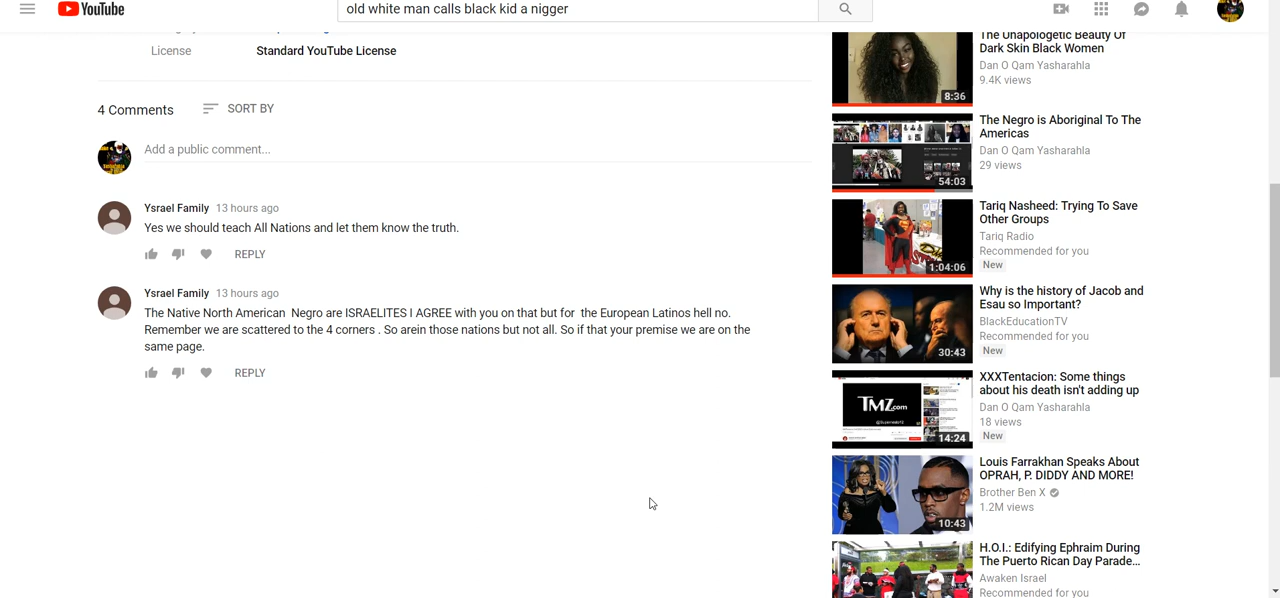 YouTube
old white man calls black kid a nigger
License
Standard YouTube License
4 Comments
SORT BY
Add a public comment...
Ysrael Family 13 hours ago
Yes we should teach All Nations and let them know the truth.
REPLY
Ysrael Family 13 hours ago
The Native North American Negro are ISRAELITES I AGREE with you on that but for the European Latinos hell no.
Remember we are scattered to the 4 corners . So arein those nations but not all. So if that your premise we are on the
same page.
REPLY
The Unapologetic Beauty Of
Dark Skin Black Women
Dan O Qam Yasharahla
9.4K views
8:36
The Negro is Aboriginal To The
Americas
Dan O Qam Yasharahla
29 views
54:03
Tariq Nasheed: Trying To Save
Other Groups
Tariq Radio
Recommended for you
New
1:04:06
Why is the history of Jacob and
Esau so Important?
BlackEducationTV
Recommended for you
New
30:43
XXXTentacion: Some things
about his death isn't adding up
Dan O Qam Yasharahla
18 views
New
TMZ.com
14:24
Louis Farrakhan Speaks About
OPRAH, P. DIDDY AND MORE!
Brother Ben X
1.2M views
10:43
H.O.I.: Edifying Ephraim During
The Puerto Rican Day Parade...
Awaken Israel
Recommended for you